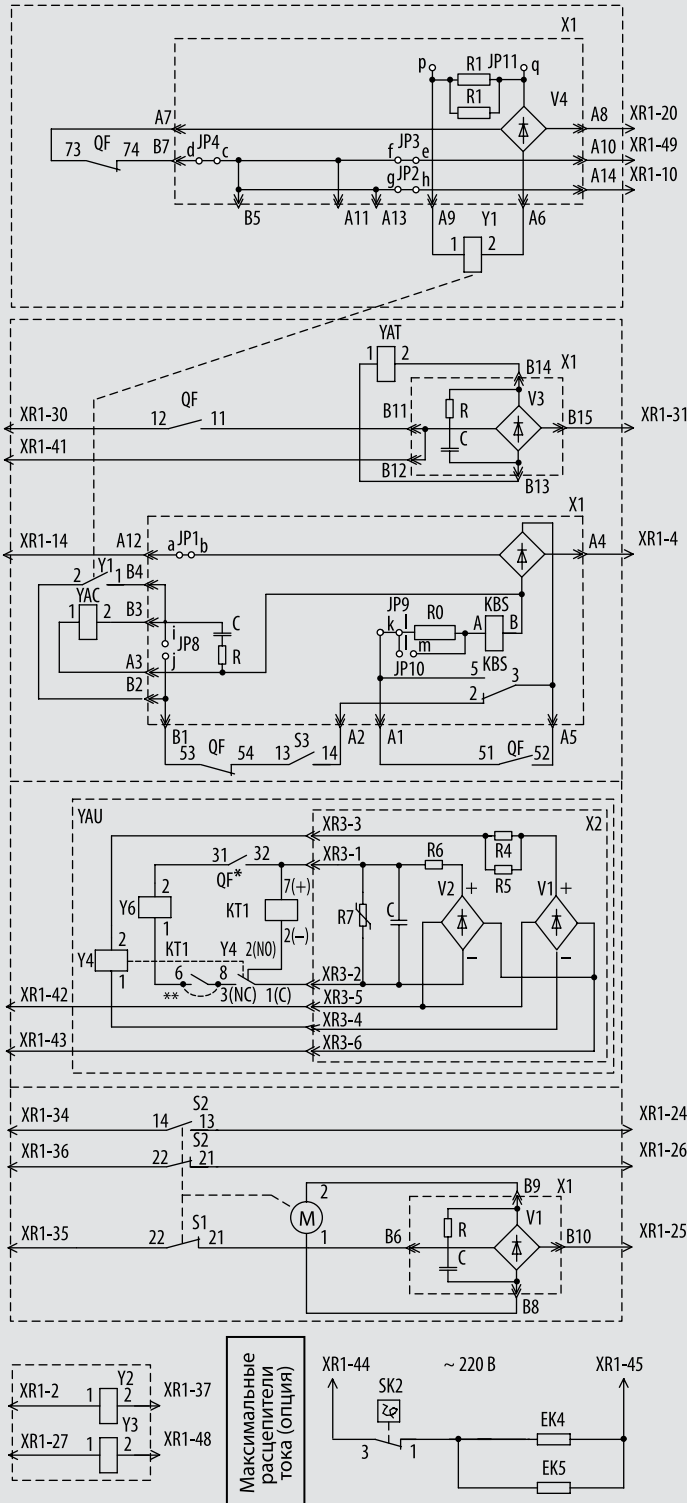 X1
p R1 JP11 q
R1
V4
A7 A8 XR1-20
73 QF 74 B7 d JP4 c f JP3 e A10 XR1-49
g JP2 h A14 XR1-10
B5 A11 A13 A9 Y1 A6
1 2
YAT
1 2
B14 X1
XR1-30 QF B11 R V3 B15 XR1-31
12 11
XR1-41 C
B12 B13
X1
XR1-14 A12 a JP1 b A4 XR1-4
2 Y1 1 B4
YAC
1 2 B3 i C JP9 R0 KBS
k l A B
JP8 l m
A3 j R JP10 KBS
B2 5 3
2
B1 A2 A1 A5
53 QF 54 13 S3 14 51 QF 52
YAU X2
XR3-3 R4
31 32 XR3-1 R6 R5
QF* 7(+) V2 + V1 +
2 KT1 R7 C
Y6
1 2(–)
2 KT1 Y4 2(NO)
Y4 – –
1 6 8 XR3-2
** 3(NC) 1(C)
XR1-42 XR3-5
XR3-4
XR1-43 XR3-6
XR1-34 S2 XR1-24
14 13
XR1-36 S2 XR1-26
22 21
2 B9 X1
M R V1
XR1-35 S1 1 B6 B10 XR1-25
22 21 C
B8
XR1-2 Y2 XR1-37
1 2
Y3
XR1-27 1 2 XR1-48
Максимальные
расцепители
тока (опция)
XR1-44 ~ 220 В XR1-45
SK2
3 1 EK4
EK5